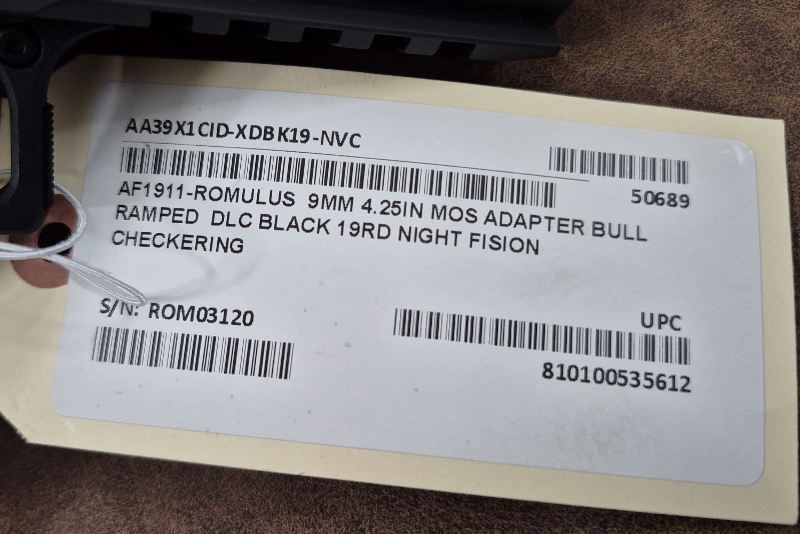 AA39X1CID-XDBK19-NVC
50689
AF1911-ROMULUS 9MM 4.25IN MOS ADAPTER BULL
RAMPED DLC BLACK 19RD NIGHT FISION
CHECKERING
S/N: ROM03120
UPC
810100535612